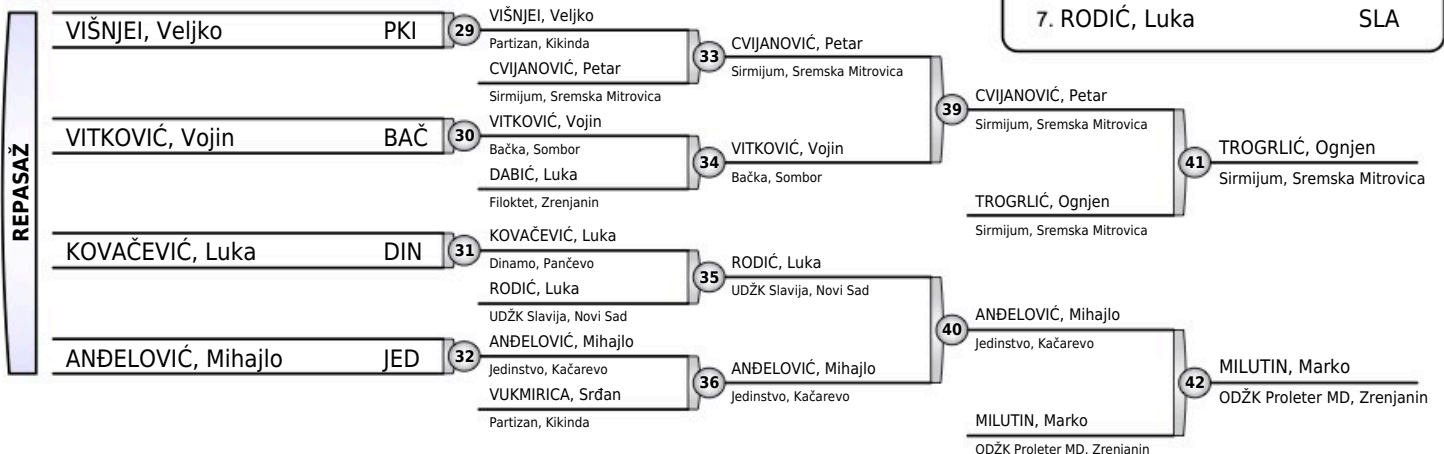 7. RODIĆ, Luka SLA
REPASAŽ
VIŠNJEI, Veljko PKI
29
VIŠNJEI, Veljko
Partizan, Kikinda
CVIJANOVIĆ, Petar
Sirmijum, Sremska Mitrovica
33
CVIJANOVIĆ, Petar
Sirmijum, Sremska Mitrovica
VITKOVIĆ, Vojin BAČ
30
VITKOVIĆ, Vojin
Bačka, Sombor
DABIĆ, Luka
Filoktet, Zrenjanin
34
VITKOVIĆ, Vojin
Bačka, Sombor
39
CVIJANOVIĆ, Petar
Sirmijum, Sremska Mitrovica
TROGRLIĆ, Ognjen
Sirmijum, Sremska Mitrovica
41
TROGRLIĆ, Ognjen
Sirmijum, Sremska Mitrovica
KOVAČEVIĆ, Luka DIN
31
KOVAČEVIĆ, Luka
Dinamo, Pančevo
RODIĆ, Luka
UDŽK Slavija, Novi Sad
35
RODIĆ, Luka
UDŽK Slavija, Novi Sad
ANĐELOVIĆ, Mihajlo JED
32
ANĐELOVIĆ, Mihajlo
Jedinstvo, Kačarevo
VUKMIRICA, Srđan
Partizan, Kikinda
36
ANĐELOVIĆ, Mihajlo
Jedinstvo, Kačarevo
40
ANĐELOVIĆ, Mihajlo
Jedinstvo, Kačarevo
MILUTIN, Marko
ODŽK Proleter MD, Zrenjanin
42
MILUTIN, Marko
ODŽK Proleter MD, Zrenjanin